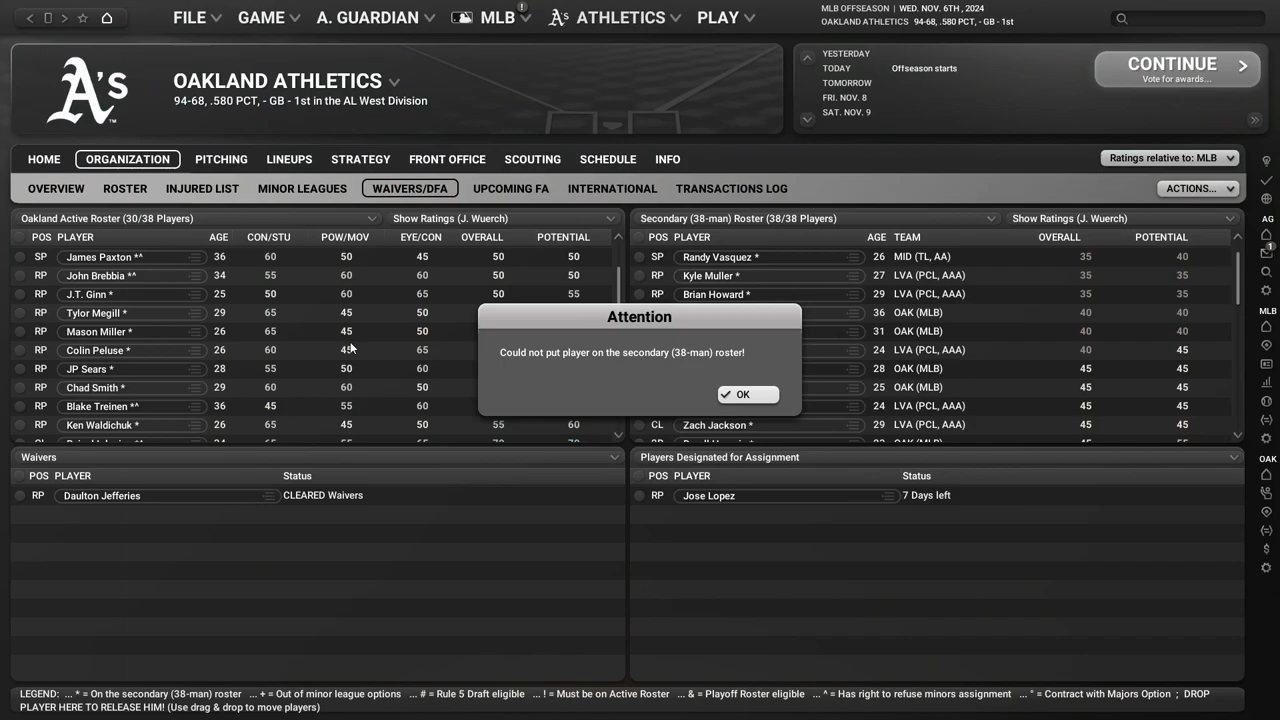 FILE GAME A. GUARDIAN MLB ! A's ATHLETICS PLAY
MLB OFFSEASON | WED. NOV. 6TH , 2024
OAKLAND ATHLETICS 94-68, .580 PCT, - GB - 1st
A's
OAKLAND ATHLETICS
94-68, .580 PCT, - GB - 1st in the AL West Division
YESTERDAY
TODAY Offseason starts
TOMORROW
FRI. NOV. 8
SAT. NOV. 9
CONTINUE
Vote for awards...
HOME ORGANIZATION PITCHING LINEUPS STRATEGY FRONT OFFICE SCOUTING SCHEDULE INFO
Ratings relative to: MLB
OVERVIEW ROSTER INJURED LIST MINOR LEAGUES WAIVERS/DFA UPCOMING FA INTERNATIONAL TRANSACTIONS LOG
ACTIONS...
Oakland Active Roster (30/38 Players) Show Ratings (J. Wuerch)
POS PLAYER AGE CON/STU POW/MOV EYE/CON OVERALL POTENTIAL
SP James Paxton *^ 36 60 50 45 50 50
RP John Brebbia *^ 34 55 60 60 50 50
RP J.T. Ginn * 25 50 60 65 50 55
RP Tylor Megill * 29 65 45 50
RP Mason Miller * 26 65 45 50
RP Colin Peluse * 26 60 45 65
RP JP Sears * 28 55 50 60
RP Chad Smith * 29 60 60 50
RP Blake Treinen *^ 36 45 55 60
RP Ken Waldichuk * 26 65 45 50 55 60
Secondary (38-man) Roster (38/38 Players) Show Ratings (J. Wuerch)
POS PLAYER AGE TEAM OVERALL POTENTIAL
SP Randy Vasquez * 26 MID (TL, AA) 35 40
RP Kyle Muller * 27 LVA (PCL, AAA) 35 35
RP Brian Howard * 29 LVA (PCL, AAA) 35 35
36 OAK (MLB) 40 40
31 OAK (MLB) 40 40
24 LVA (PCL, AAA) 40 45
28 OAK (MLB) 45 45
25 OAK (MLB) 45 45
24 LVA (PCL, AAA) 45 45
CL Zach Jackson * 29 LVA (PCL, AAA) 45 45
Attention
Could not put player on the secondary (38-man) roster!
OK
Waivers
POS PLAYER Status
RP Daulton Jefferies CLEARED Waivers
Players Designated for Assignment
POS PLAYER Status
RP Jose Lopez 7 Days left
AG
1
MLB
OAK
LEGEND: ... * = On the secondary (38-man) roster ... + = Out of minor league options ... # = Rule 5 Draft eligible ... ! = Must be on Active Roster ... & = Playoff Roster eligible ... ^ = Has right to refuse minors assignment ... ° = Contract with Majors Option ; DROP
PLAYER HERE TO RELEASE HIM! (Use drag & drop to move players)